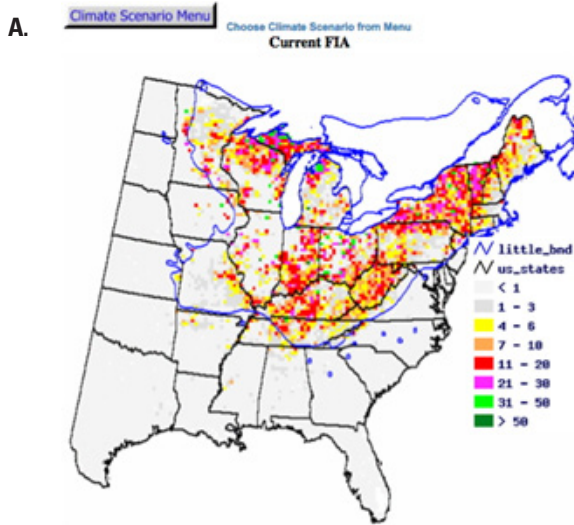 A.
Climate Scenario Menu
Choose Climate Scenario from Menu
Current FIA
little_bnd
us_states
< 1
1 - 3
4 - 6
7 - 10
11 - 20
21 - 30
31 - 50
> 50